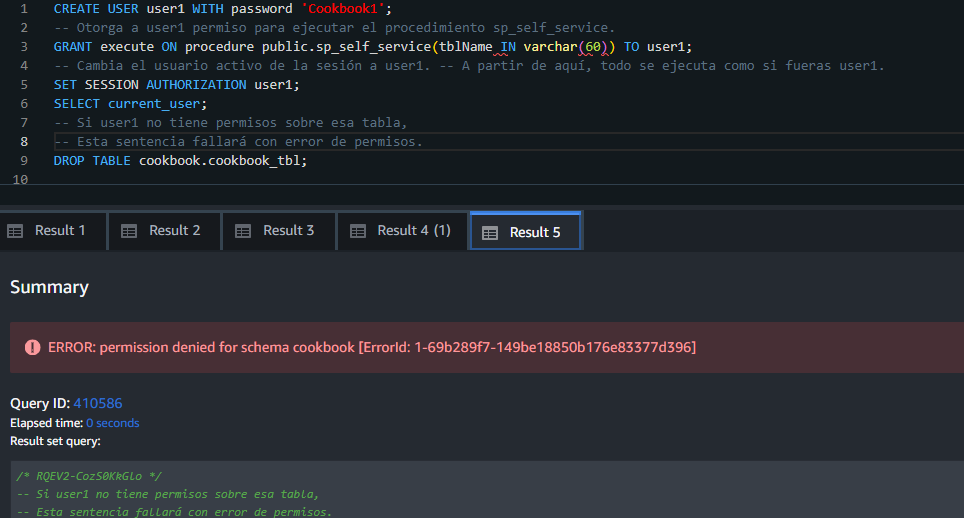 1 CREATE USER user1 WITH password 'Cookbook1';
2 -- Otorga a user1 permiso para ejecutar el procedimiento sp_self_service.
3 GRANT execute ON procedure public.sp_self_service(tblName IN varchar(60)) TO user1;
4 -- Cambia el usuario activo de la sesión a user1. -- A partir de aquí, todo se ejecuta como si fueras user1.
5 SET SESSION AUTHORIZATION user1;
6 SELECT current_user;
7 -- Si user1 no tiene permisos sobre esa tabla,
8 -- Esta sentencia fallará con error de permisos.
9 DROP TABLE cookbook.cookbook_tbl;
10
Result 1 Result 2 Result 3 Result 4 (1) Result 5
Summary
ERROR: permission denied for schema cookbook [ErrorId: 1-69b289f7-149be18850b176e83377d396]
Query ID: 410586
Elapsed time: 0 seconds
Result set query:
/* RQEV2-CozS0KkGlo */
-- Si user1 no tiene permisos sobre esa tabla,
-- Esta sentencia fallará con error de permisos.